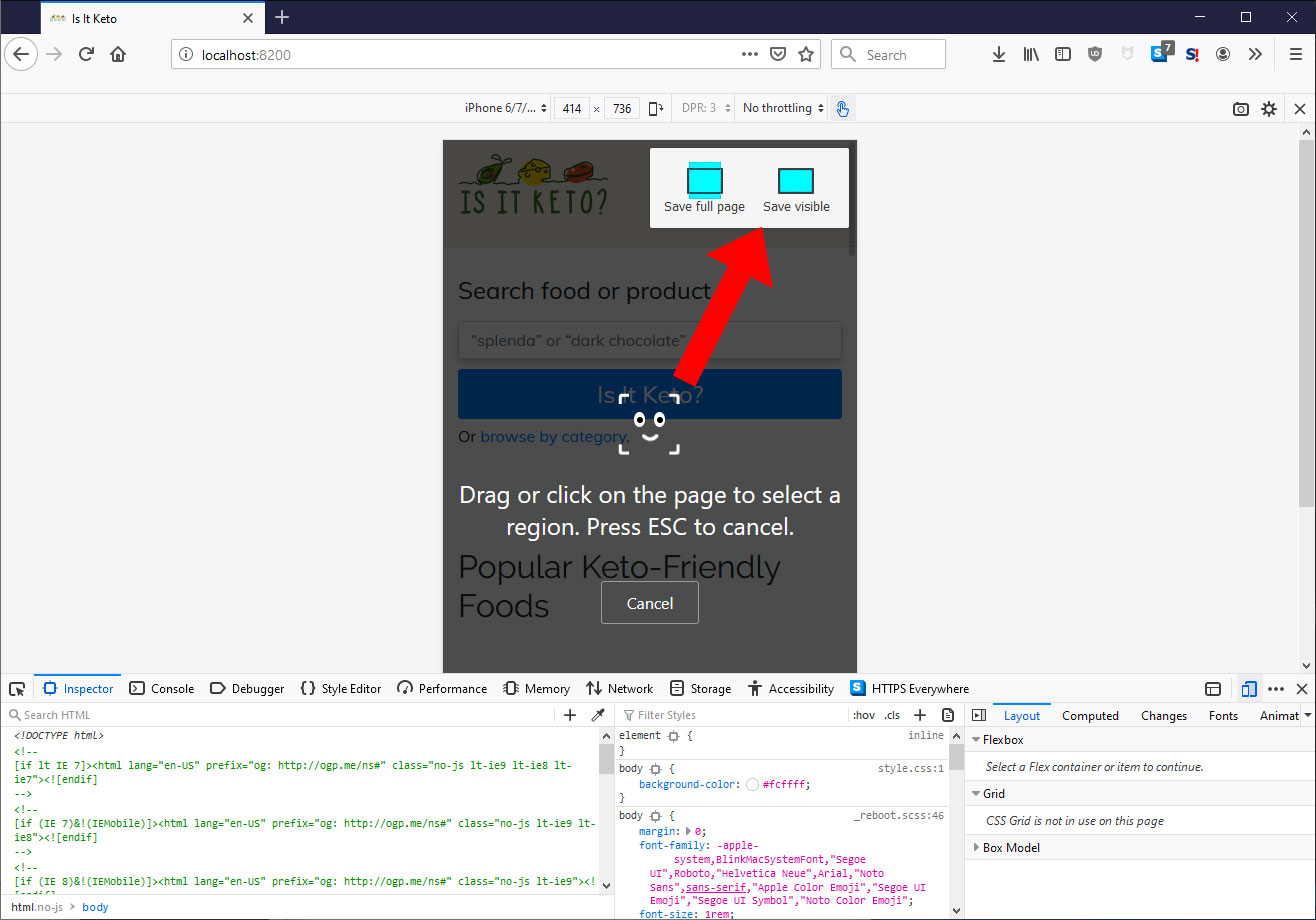 Is It Keto
localhost:8200
Search
7
iPhone 6/7/... 414 × 736 DPR: 3 No throttling
IS IT KETO?
Save full page Save visible
Search food or product
“splenda” or “dark chocolate”
Is It Keto?
Or browse by category.
Drag or click on the page to select a
region. Press ESC to cancel.
Popular Keto-Friendly
Foods
Cancel
Inspector Console Debugger Style Editor Performance Memory Network Storage Accessibility HTTPS Everywhere
Search HTML
<!DOCTYPE html>
<!--
[if lt IE 7]><html lang="en-US" prefix="og: http://ogp.me/ns#" class="no-js lt-ie9 lt-ie8 lt-
ie7"><![endif]
-->
<!--
[if (IE 7)&!(IEMobile)]><html lang="en-US" prefix="og: http://ogp.me/ns#" class="no-js lt-ie9 lt-
ie8"><![endif]
-->
<!--
[if (IE 8)&!(IEMobile)]><html lang="en-US" prefix="og: http://ogp.me/ns#" class="no-js lt-ie9"><!
[endif]
html.no-js > body
Filter Styles :hov .cls
element { inline
}
body { style.css:1
background-color: #fcffff;
}
body { _reboot.scss:46
margin: 0;
font-family: -apple-
system,BlinkMacSystemFont,"Segoe
UI",Roboto,"Helvetica Neue",Arial,"Noto
Sans",sans-serif,"Apple Color Emoji","Segoe UI
Emoji","Segoe UI Symbol","Noto Color Emoji";
font-size: 1rem;
Layout Computed Changes Fonts Animat
Flexbox
Select a Flex container or item to continue.
Grid
CSS Grid is not in use on this page
Box Model